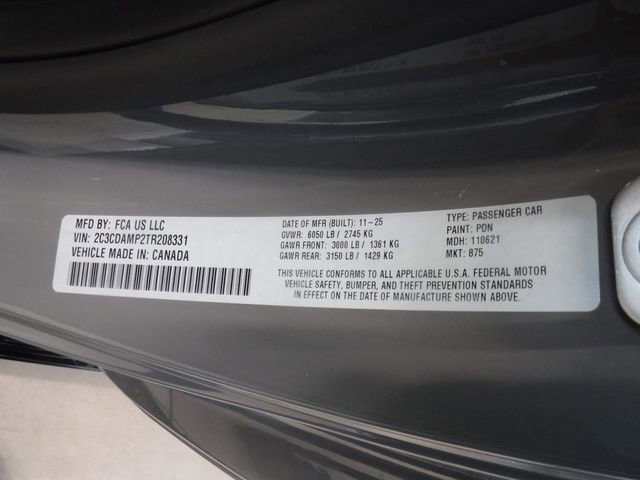 MFD BY: FCA US LLC
VIN: 2C3CDAMP2TR208331
VEHICLE MADE IN: CANADA
DATE OF MFR (BUILT): 11-25
GVWR: 6050 LB / 2745 KG
GAWR FRONT: 3000 LB / 1361 KG
GAWR REAR: 3150 LB / 1429 KG
THIS VEHICLE CONFORMS TO ALL APPLICABLE U.S.A. FEDERAL MOTOR
VEHICLE SAFETY, BUMPER, AND THEFT PREVENTION STANDARDS
IN EFFECT ON THE DATE OF MANUFACTURE SHOWN ABOVE.
TYPE: PASSENGER CAR
PAINT: PDN
MDH: 110621
MKT: 875